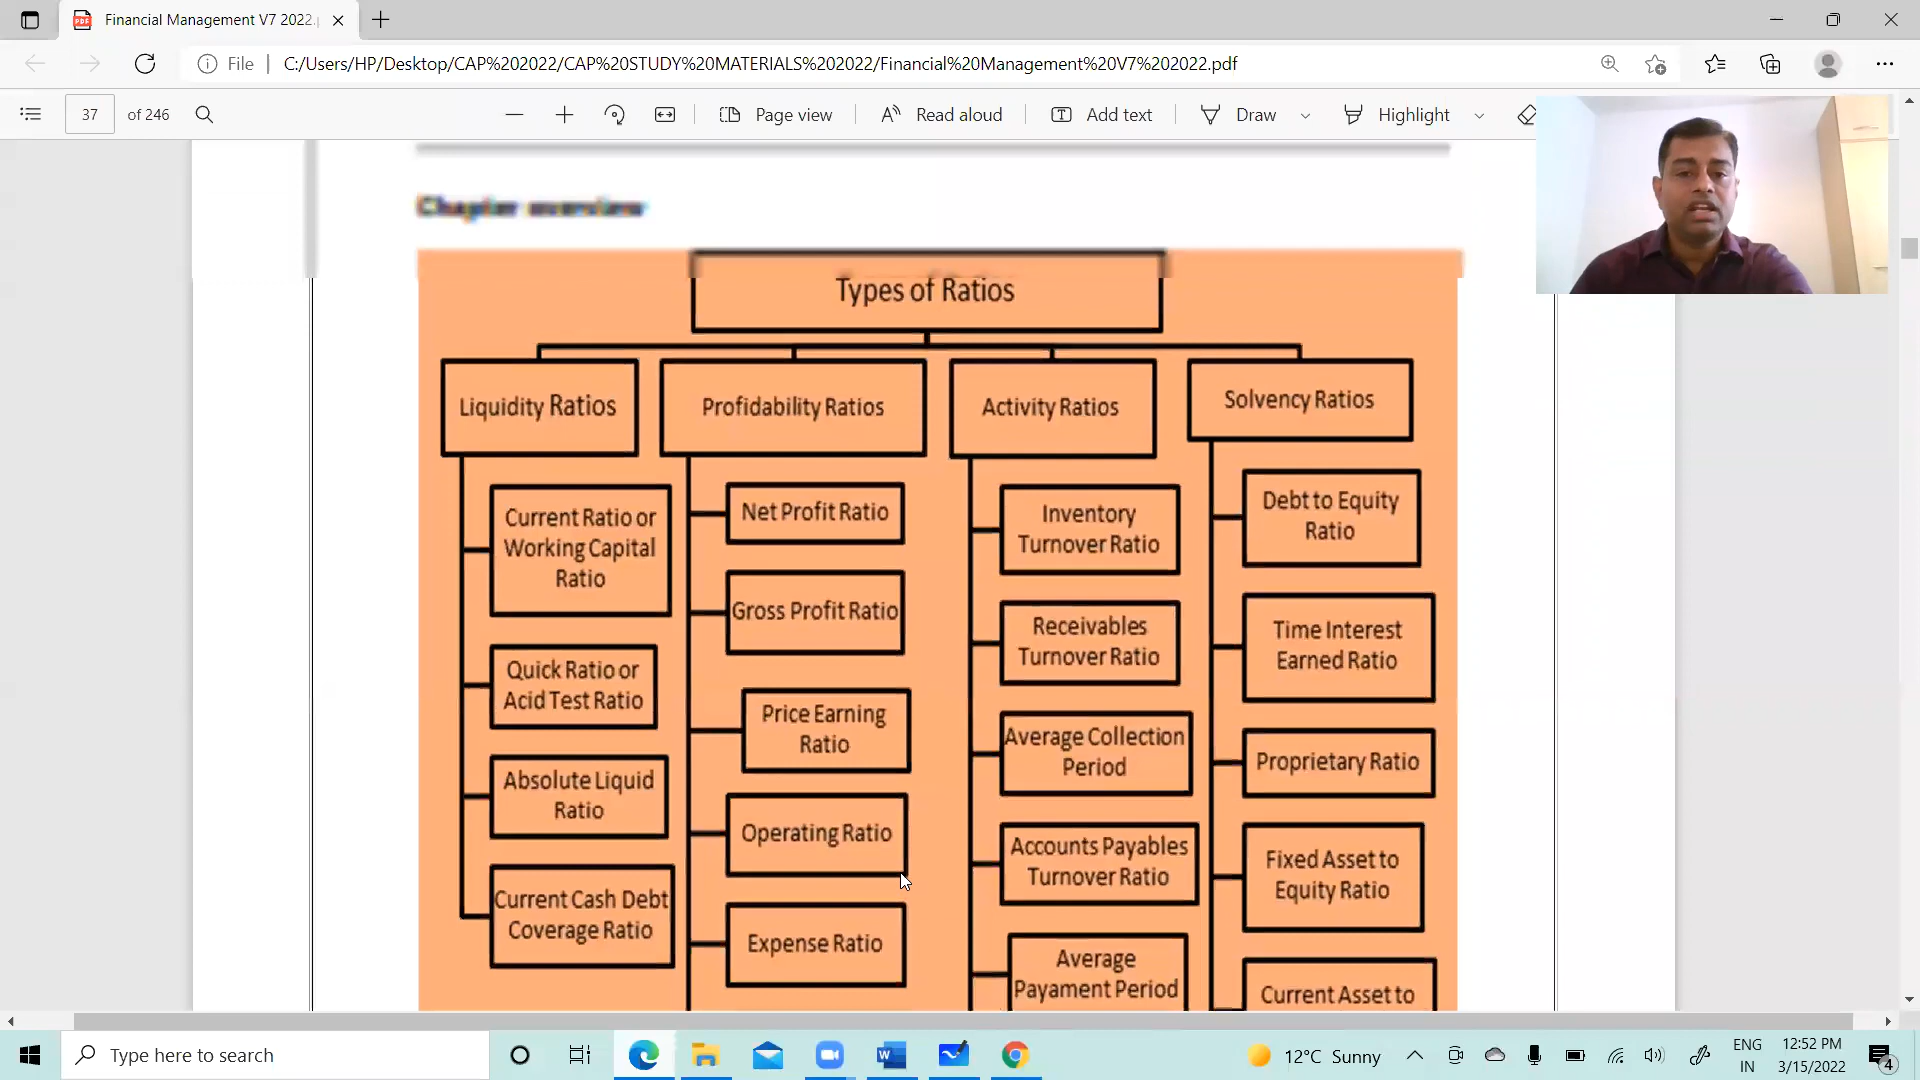 Financial Management V7 2022.
File
C:/Users/HP/Desktop/CAP%202022/CAP%20STUDY%20MATERIALS%202022/Financial%20Management%20V7%202022.pdf
37 of 246
Page view
Read aloud
Add text
Draw
Highlight
Chapter overview
Types of Ratios
Liquidity Ratios
Profidability Ratios
Activity Ratios
Solvency Ratios
Current Ratio or
Working Capital
Ratio
Quick Ratio or
Acid Test Ratio
Absolute Liquid
Ratio
Current Cash Debt
Coverage Ratio
Net Profit Ratio
Gross Profit Ratio
Price Earning
Ratio
Operating Ratio
Expense Ratio
Inventory
Turnover Ratio
Receivables
Turnover Ratio
Average Collection
Period
Accounts Payables
Turnover Ratio
Average
Payament Period
Debt to Equity
Ratio
Time Interest
Earned Ratio
Proprietary Ratio
Fixed Asset to
Equity Ratio
Current Asset to
Type here to search
12°C Sunny
ENG
IN
12:52 PM
3/15/2022
4